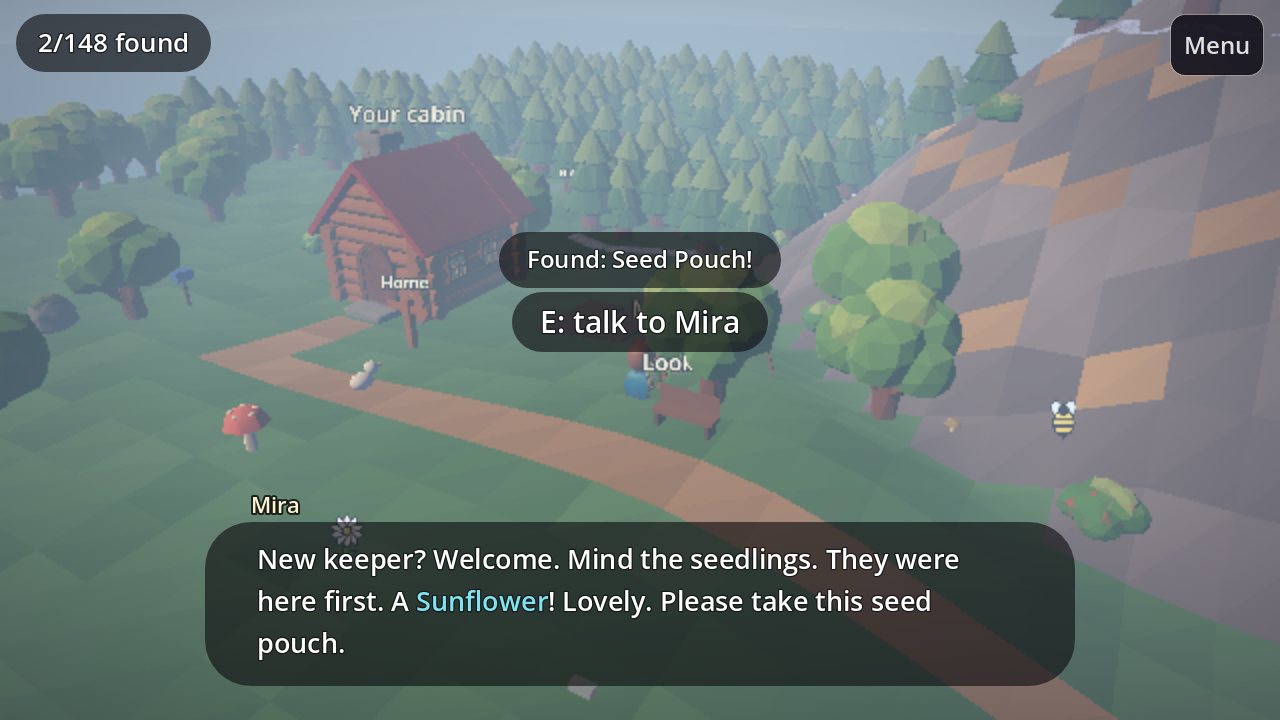 2/148 found
Menu
Your cabin
Found: Seed Pouch!
Home
E: talk to Mira
Look
Mira
New keeper? Welcome. Mind the seedlings. They were
here first. A Sunflower! Lovely. Please take this seed
pouch.